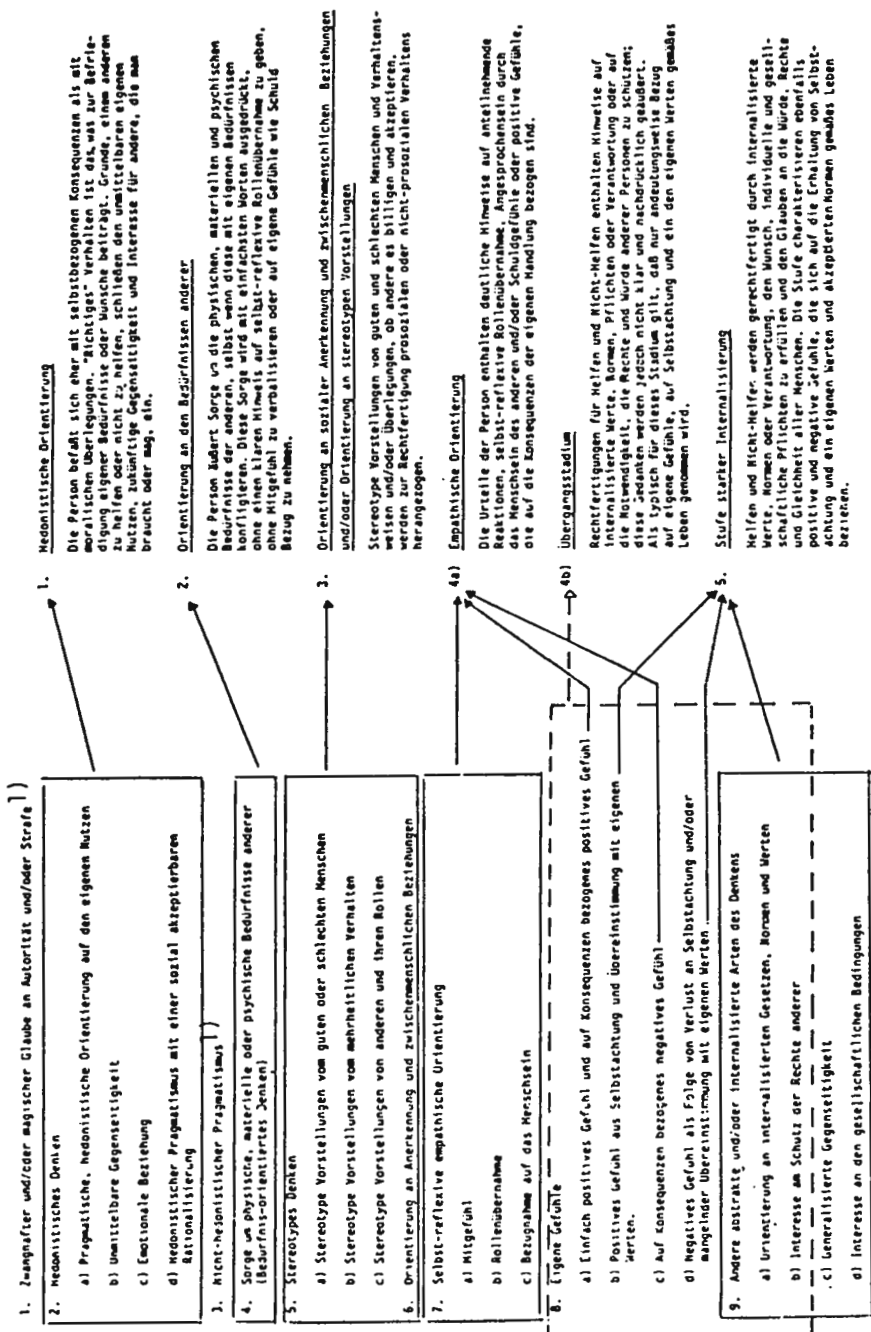 1. Zwangnafter und/oder magischer Glaube an Autorität und/oder Strafe 1)
2. Hedonistisches Denken
a) Pragmatische, hedonistische Orientierung auf den eigenen Nutzen
b) Unmittelbare Gegenseitigkeit
c) Emotionale Beziehung
d) Hedonistischer Pragmatismus mit einer sozial akzeptierbaren
Rationalisierung
3. Nicht-hedonistischer Pragmatismus 1)
4. Sorge um physische, materielle oder psychische Bedürfnisse anderer
(Bedürfnis-orientiertes Denken)
5. Stereotypes Denken
a) Stereotype Vorstellungen vom guten oder schlechten Menschen
b) Stereotype Vorstellungen vom mehrheitlichen Verhalten
c) Stereotype Vorstellungen von anderen und ihren Rollen
6. Orientierung an Anerkennung und zwischenmenschlichen Beziehungen
7. Selbst-reflexive empathische Orientierung
a) Mitgefühl
b) Rollenübernahme
c) Bezugnahme auf das Menschsein
8. Eigene Gefühle
a) Einfach positives Gefühl und auf Konsequenzen bezogenes positives Gefühl
b) Positives Gefühl aus Selbstachtung und Übereinstimmung mit eigenen
Werten.
c) Auf Konsequenzen bezogenes negatives Gefühl
d) Negatives Gefühl als Folge von Verlust an Selbstachtung und/oder
mangelnder Übereinstimmung mit eigenen Werten
9. Andere abstrakte und/oder internalisierte Arten des Denkens
a) Orientierung an internalisierten Gesetzen, Normen und Werten
b) Interesse am Schutz der Rechte anderer
c) Generalisierte Gegenseitigkeit
d) Interesse an den gesellschaftlichen Bedingungen
1. Hedonistische Orientierung
Die Person befaßt sich eher mit selbstbezogenen Konsequenzen als mit
moralischen Überlegungen. "Richtiges" Verhalten ist das, was zur Befrie-
digung eigener Bedürfnisse oder Wünsche beiträgt. Gründe, einem anderen
zu helfen oder nicht zu helfen, schließen den unmittelbaren eigenen
Nutzen, zukünftige Gegenseitigkeit und Interesse für andere, die man
braucht oder mag, ein.
2. Orientierung an den Bedürfnissen anderer
Die Person äußert Sorge um die physischen, materiellen und psychischen
Bedürfnisse der anderen, selbst wenn diese mit eigenen Bedürfnissen
konfligieren. Diese Sorge wird mit einfachsten Worten ausgedrückt,
ohne einen klaren Hinweis auf selbst-reflexive Rollenübernahme zu geben,
ohne Mitgefühl zu verbalisieren oder auf eigene Gefühle wie Schuld
Bezug zu nehmen.
3. Orientierung an sozialer Anerkennung und zwischenmenschlichen Beziehungen
und/oder Orientierung an stereotypen Vorstellungen
Stereotype Vorstellungen von guten und schlechten Menschen und Verhaltens-
weisen und/oder Überlegungen, ob andere es billigen und akzeptieren,
werden zur Rechtfertigung prosozialen oder nicht-prosozialen Verhaltens
herangezogen.
4a) Empathische Orientierung
Die Urteile der Person enthalten deutliche Hinweise auf anteilnehmende
Reaktionen, selbst-reflexive Rollenübernahme, Angesprochensein durch
das Menschsein des anderen und/oder Schuldgefühle oder positive Gefühle,
die auf die Konsequenzen der eigenen Handlung bezogen sind.
4b) Übergangsstadium
Rechtfertigungen für Helfen und Nicht-Helfen enthalten Hinweise auf
internalisierte Werte, Normen, Pflichten oder Verantwortung oder auf
die Notwendigkeit, die Rechte und Würde anderer Personen zu schützen;
diese Gedanken werden jedoch nicht klar und nachdrücklich geäußert.
Als typisch für dieses Stadium gilt, daß nur andeutungsweise Bezug
auf eigene Gefühle, auf Selbstachtung und ein den eigenen Werten gemäßes
Leben genommen wird.
5. Stufe starker Internalisierung
Helfen und Nicht-Helfen werden gerechtfertigt durch internalisierte
Werte, Normen oder Verantwortung, den Wunsch, individuelle und gesell-
schaftliche Pflichten zu erfüllen und den Glauben an die Würde, Rechte
und Gleichheit aller Menschen. Die Stufe charakterisieren ebenfalls
positive und negative Gefühle, die sich auf die Erhaltung von Selbst-
achtung und ein eigenen Werten und akzeptierten Normen gemäßes Leben
beziehen.